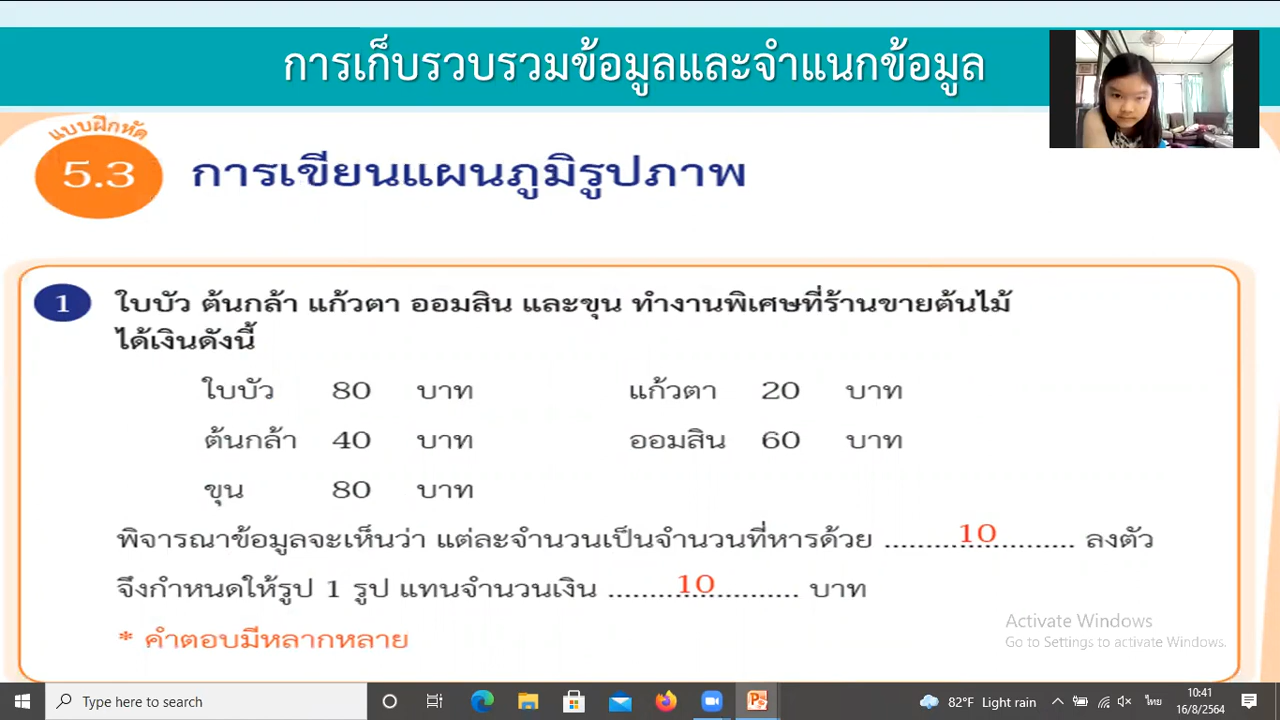 การเก็บรวบรวมข้อมูลและจำแนกข้อมูล
แบบฝึกหัด
5.3
การเขียนแผนภูมิรูปภาพ
1 ใบบัว ต้นกล้า แก้วตา ออมสิน และขุน ทำงานพิเศษที่ร้านขายต้นไม้
ได้เงินดังนี้
ใบบัว 80 บาท แก้วตา 20 บาท
ต้นกล้า 40 บาท ออมสิน 60 บาท
ขุน 80 บาท
พิจารณาข้อมูลจะเห็นว่า แต่ละจำนวนเป็นจำนวนที่หารด้วย ..........10.......... ลงตัว
จึงกำหนดให้รูป 1 รูป แทนจำนวนเงิน ..........10.......... บาท
* คำตอบมีหลากหลาย
Activate Windows
Go to Settings to activate Windows.
Type here to search
82°F Light rain
ไทย
10:41
16/8/2564